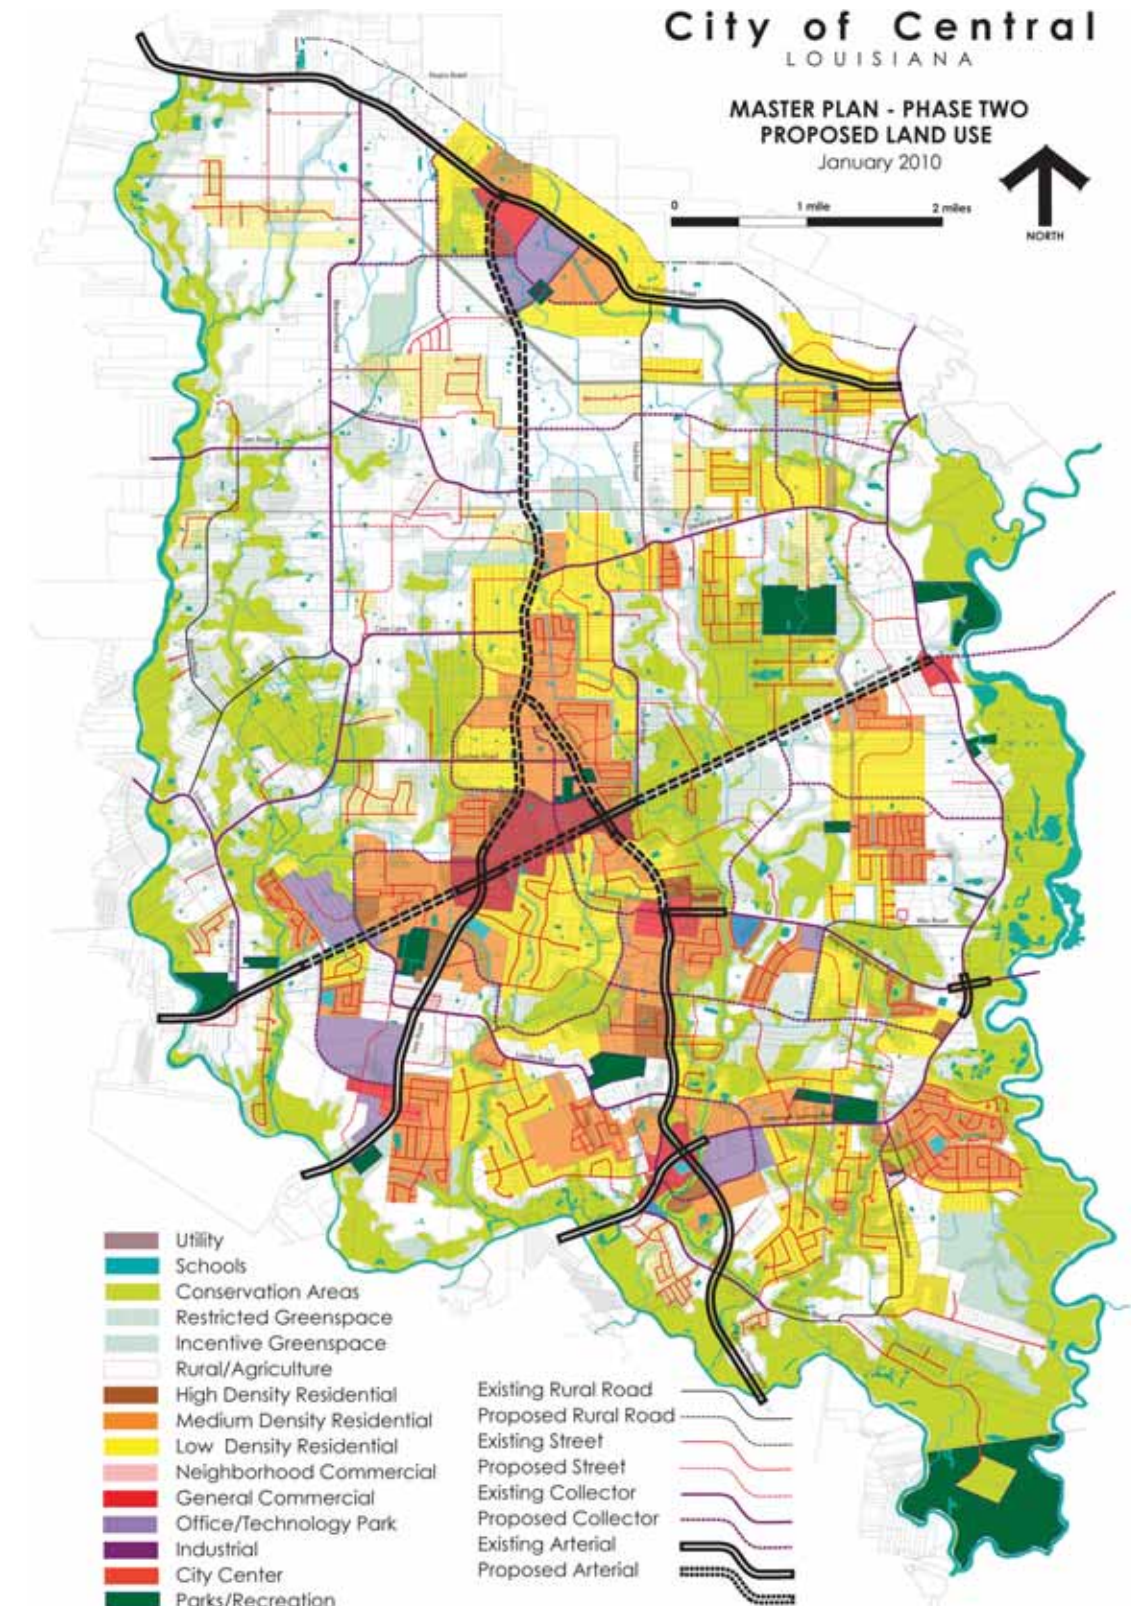 City of Central
LOUISIANA
MASTER PLAN - PHASE TWO
PROPOSED LAND USE
January 2010
0 1 mile 2 miles
NORTH
Utility
Schools
Conservation Areas
Restricted Greenspace
Incentive Greenspace
Rural/Agriculture
High Density Residential
Medium Density Residential
Low Density Residential
Neighborhood Commercial
General Commercial
Office/Technology Park
Industrial
City Center
Parks/Recreation
Existing Rural Road
Proposed Rural Road
Existing Street
Proposed Street
Existing Collector
Proposed Collector
Existing Arterial
Proposed Arterial